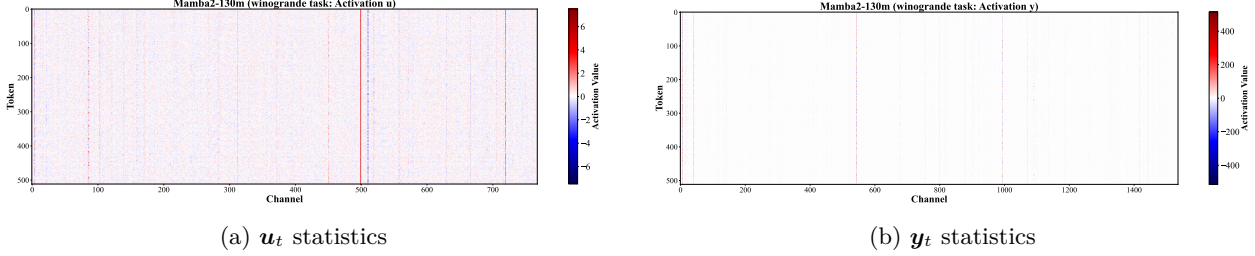 Mamba2-130m (winogrande task: Activation u)
0
100
200
300
400
500
Token
0 100 200 300 400 500 600 700
Channel
6
4
2
0
−2
−4
−6
Activation Value
(a) u_t statistics
Mamba2-130m (winogrande task: Activation y)
0
100
200
300
400
500
Token
0 200 400 600 800 1000 1200 1400
Channel
400
200
0
−200
−400
Activation Value
(b) y_t statistics